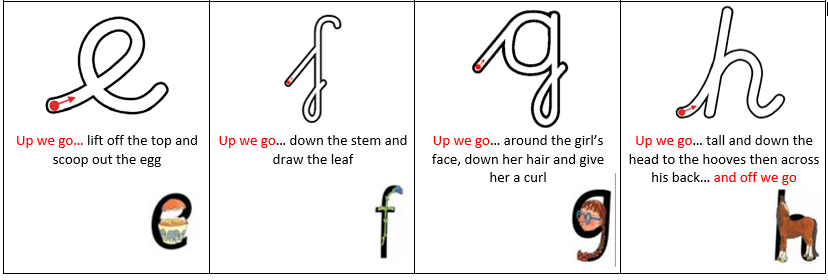 Up we go... lift off the top and
scoop out the egg
Up we go... down the stem and
draw the leaf
Up we go... around the girl's
face, down her hair and give
her a curl
Up we go... tall and down the
head to the hooves then across
his back... and off we go
e
f
g
h
e
f
g
h